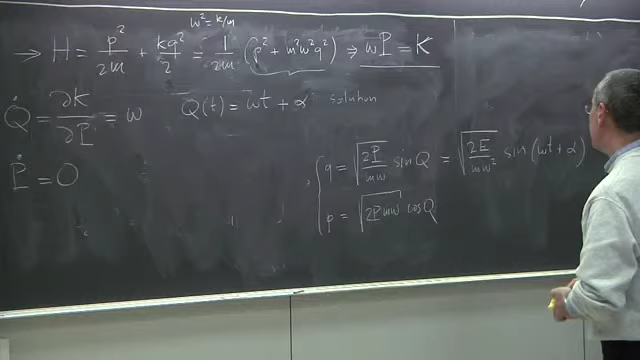 ω² = k/m
→ H = p²/2m + kq²/2 = 1/2m (p² + m²ω²q²) ⇒ ωP = K
Q̇ = ∂K/∂P = ω Q(t) = ωt + α solution
Ṗ = 0
q = √(2P/mω) sin Q = √(2E/mω²) sin (ωt + α)
p = √(2Pmω) cos Q